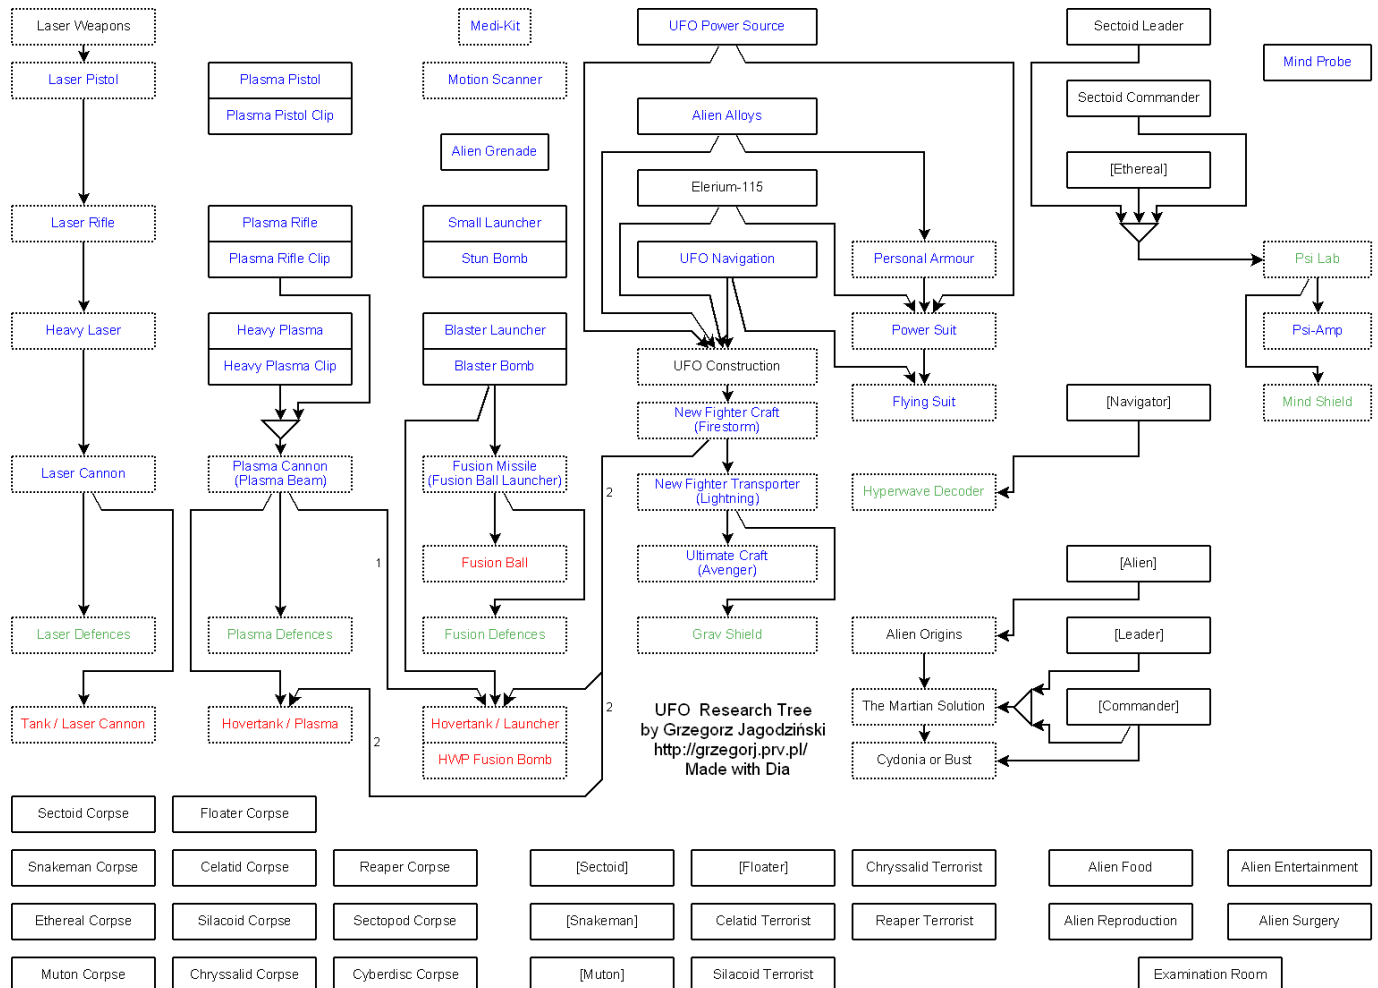 Laser Weapons
Medi-Kit
UFO Power Source
Sectoid Leader
Mind Probe
Laser Pistol
Plasma Pistol
Plasma Pistol Clip
Motion Scanner
Sectoid Commander
Alien Alloys
Alien Grenade
[Ethereal]
Elerium-115
Laser Rifle
Plasma Rifle
Plasma Rifle Clip
Small Launcher
Stun Bomb
UFO Navigation
Personal Armour
Psi Lab
Heavy Laser
Heavy Plasma
Heavy Plasma Clip
Blaster Launcher
Blaster Bomb
Power Suit
Psi-Amp
UFO Construction
Flying Suit
[Navigator]
Mind Shield
New Fighter Craft
(Firestorm)
Laser Cannon
Plasma Cannon
(Plasma Beam)
Fusion Missile
(Fusion Ball Launcher)
2
New Fighter Transporter
(Lightning)
Hyperwave Decoder
1
Fusion Ball
Ultimate Craft
(Avenger)
[Alien]
Laser Defences
Plasma Defences
Fusion Defences
Grav Shield
Alien Origins
[Leader]
Tank / Laser Cannon
Hovertank / Plasma
2
Hovertank / Launcher
HWP Fusion Bomb
2
UFO Research Tree
by Grzegorz Jagodziński
http://grzegorj.prv.pl/
Made with Dia
The Martian Solution
[Commander]
Cydonia or Bust
Sectoid Corpse
Floater Corpse
Snakeman Corpse
Celatid Corpse
Reaper Corpse
[Sectoid]
[Floater]
Chryssalid Terrorist
Alien Food
Alien Entertainment
Ethereal Corpse
Silacoid Corpse
Sectopod Corpse
[Snakeman]
Celatid Terrorist
Reaper Terrorist
Alien Reproduction
Alien Surgery
Muton Corpse
Chryssalid Corpse
Cyberdisc Corpse
[Muton]
Silacoid Terrorist
Examination Room